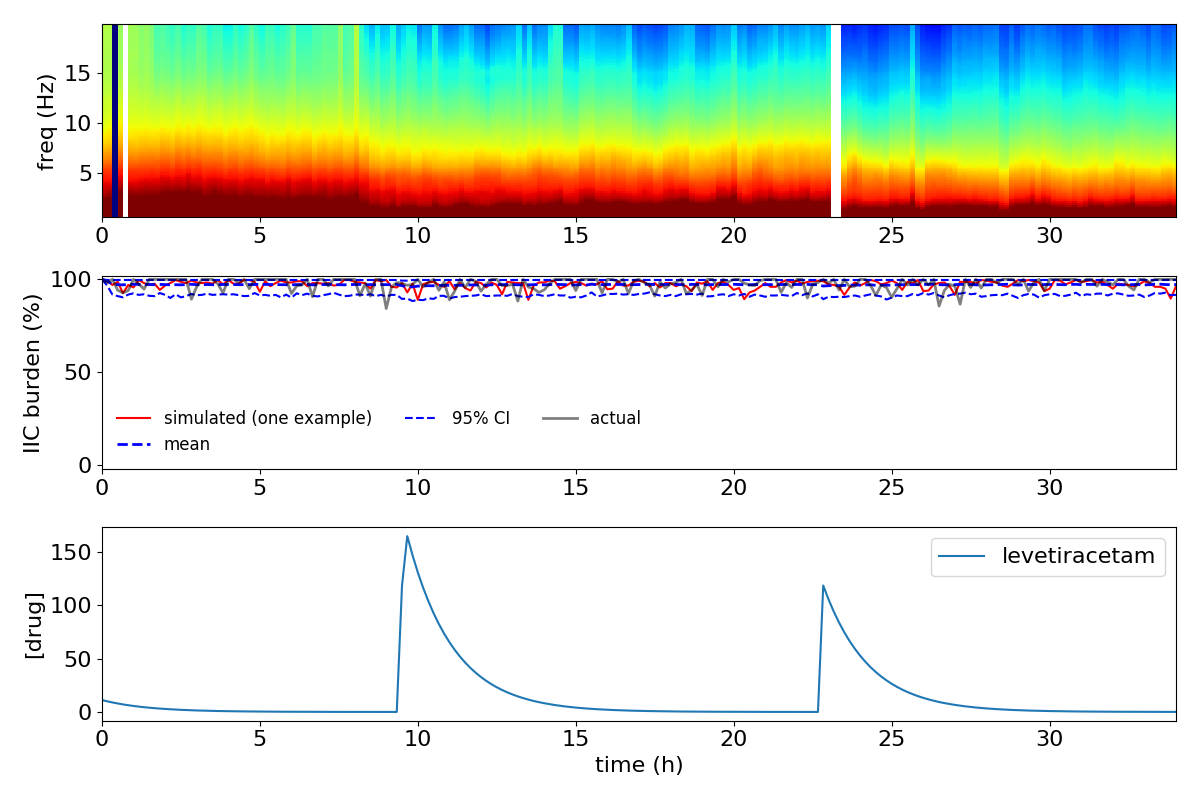 freq (Hz)
15
10
5
0 5 10 15 20 25 30
IIC burden (%)
100
50
0
simulated (one example) 95% CI actual
mean
0 5 10 15 20 25 30
[drug]
150
100
50
0
levetiracetam
0 5 10 15 20 25 30
time (h)